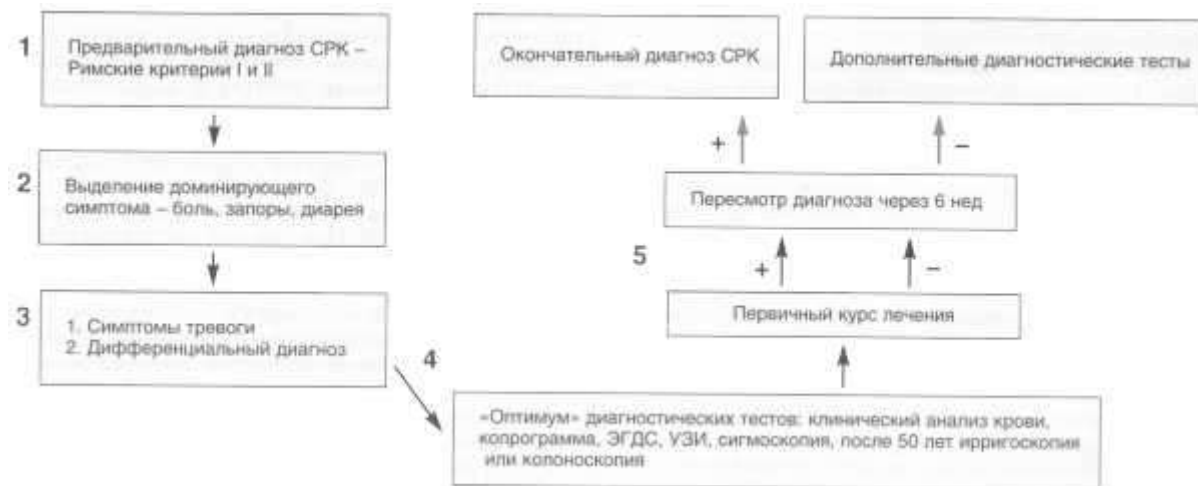 1
Предварительный диагноз СРК –
Римские критерии I и II
2
Выделение доминирующего
симптома – боль, запоры, диарея
3
1. Симптомы тревоги
2. Дифференциальный диагноз
4
«Оптимум» диагностических тестов: клинический анализ крови,
копрограмма, ЭГДС, УЗИ, сигмоскопия, после 50 лет ирригоскопия
или колоноскопия
Первичный курс лечения
5
+ –
Пересмотр диагноза через 6 нед
+ –
Окончательный диагноз СРК
Дополнительные диагностические тесты